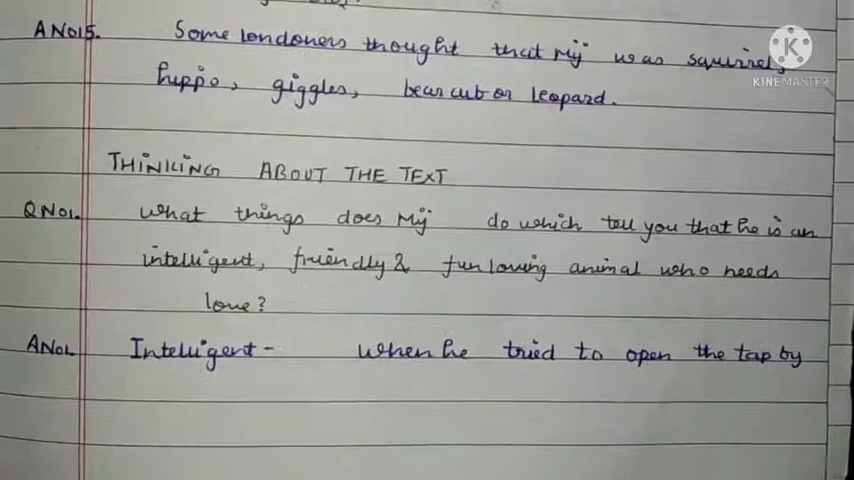 ANO15. Some londoners thought that Mij was squirrel,
hippo, giggles, bear cub or leopard.
THINKING ABOUT THE TEXT
QNO1. What things does Mij do which tell you that he is an
intelligent, friendly & fun loving animal who needs
love?
ANO1. Intelligent- When he tried to open the tap by
K
KINEMASTER